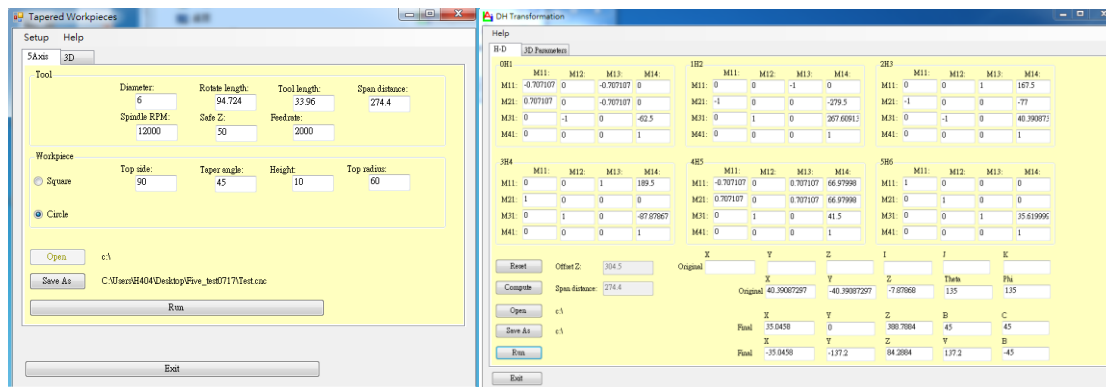 Tapered Workpieces
Setup Help
5Axis 3D
Tool
Diameter: Rotate length: Tool length: Span distance:
6 94.724 33.96 274.4
Spindle RPM: Safe Z: Feedrate:
12000 50 2000
Workpiece
Top side: Taper angle: Height: Top radius:
Square 90 45 10 60
Circle
Open c:\
Save As C:\Users\H404\Desktop\Five_test0717\Test.cnc
Run
Exit
DH Transformation
Help
H-D 3D Parameters
0H1
M11: M12: M13: M14:
M11: -0.707107 0 -0.707107 0
M21: 0.707107 0 -0.707107 0
M31: 0 -1 0 -62.5
M41: 0 0 0 1
1H2
M11: M12: M13: M14:
M11: 0 0 -1 0
M21: -1 0 0 -279.5
M31: 0 1 0 267.60913
M41: 0 0 0 1
2H3
M11: M12: M13: M14:
M11: 0 0 1 167.5
M21: -1 0 0 -77
M31: 0 -1 0 40.390873
M41: 0 0 0 1
3H4
M11: M12: M13: M14:
M11: 0 0 1 189.5
M21: 1 0 0 0
M31: 0 1 0 -87.87867
M41: 0 0 0 1
4H5
M11: M12: M13: M14:
M11: -0.707107 0 0.707107 66.97998
M21: 0.707107 0 0.707107 66.97998
M31: 0 1 0 41.5
M41: 0 0 0 1
5H6
M11: M12: M13: M14:
M11: 1 0 0 0
M21: 0 1 0 0
M31: 0 0 1 35.619999
M41: 0 0 0 1
Reset Offset Z: 304.5
Compute Span distance: 274.4
Open c:\
Save As c:\
Run
Exit
X Y Z I J K
Original
X Y Z Theta Phi
Original 40.39087297 -40.39087297 -7.87868 135 135
X Y Z B C
Final 35.0458 0 388.7884 45 45
X Y Z V B
Final -35.0458 -137.2 84.2884 137.2 -45